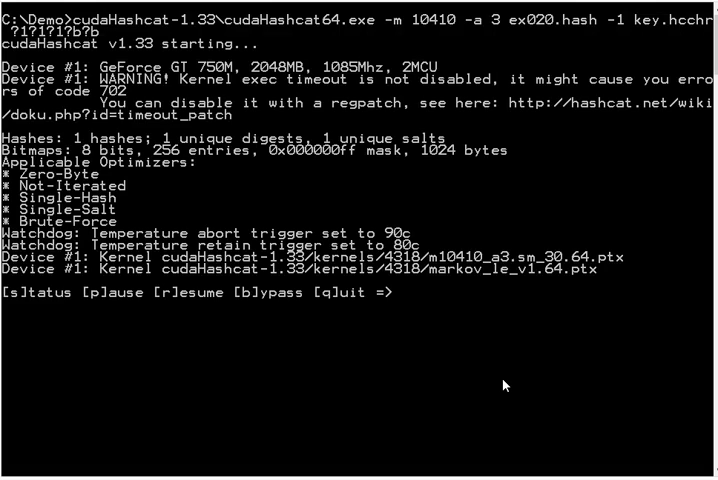 C:\Demo>cudaHashcat-1.33\cudaHashcat64.exe -m 10410 -a 3 ex020.hash -1 key.hcchr
 ?1?1?1?b?b
cudaHashcat v1.33 starting...
Device #1: GeForce GT 750M, 2048MB, 1085Mhz, 2MCU
Device #1: WARNING! Kernel exec timeout is not disabled, it might cause you erro
rs of code 702
You can disable it with a regpatch, see here: http://hashcat.net/wiki
/doku.php?id=timeout_patch
Hashes: 1 hashes; 1 unique digests, 1 unique salts
Bitmaps: 8 bits, 256 entries, 0x000000ff mask, 1024 bytes
Applicable Optimizers:
* Zero-Byte
* Not-Iterated
* Single-Hash
* Single-Salt
* Brute-Force
Watchdog: Temperature abort trigger set to 90c
Watchdog: Temperature retain trigger set to 80c
Device #1: Kernel cudaHashcat-1.33/kernels/4318/m10410_a3.sm_30.64.ptx
Device #1: Kernel cudaHashcat-1.33/kernels/4318/markov_le_v1.64.ptx
[s]tatus [p]ause [r]esume [b]ypass [q]uit =>